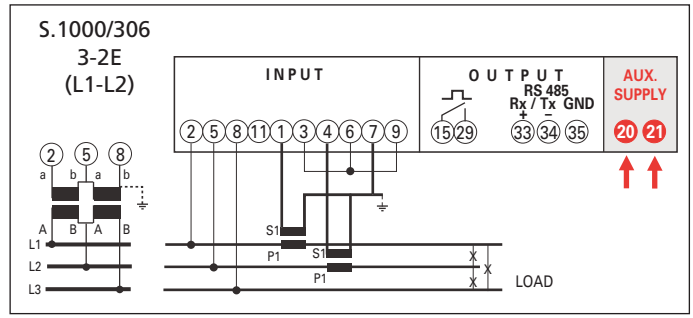 S.1000/306
3-2E
(L1-L2)
INPUT
OUTPUT
RS 485
Rx / Tx GND
+ −
AUX.
SUPPLY
2 5 8 11 1 3 4 6 7 9
15 29
33 34 35
20 21
2 5 8
a b a b
A B A B
S1
L1
P1
S1
L2
P1
X X
LOAD
X
L3